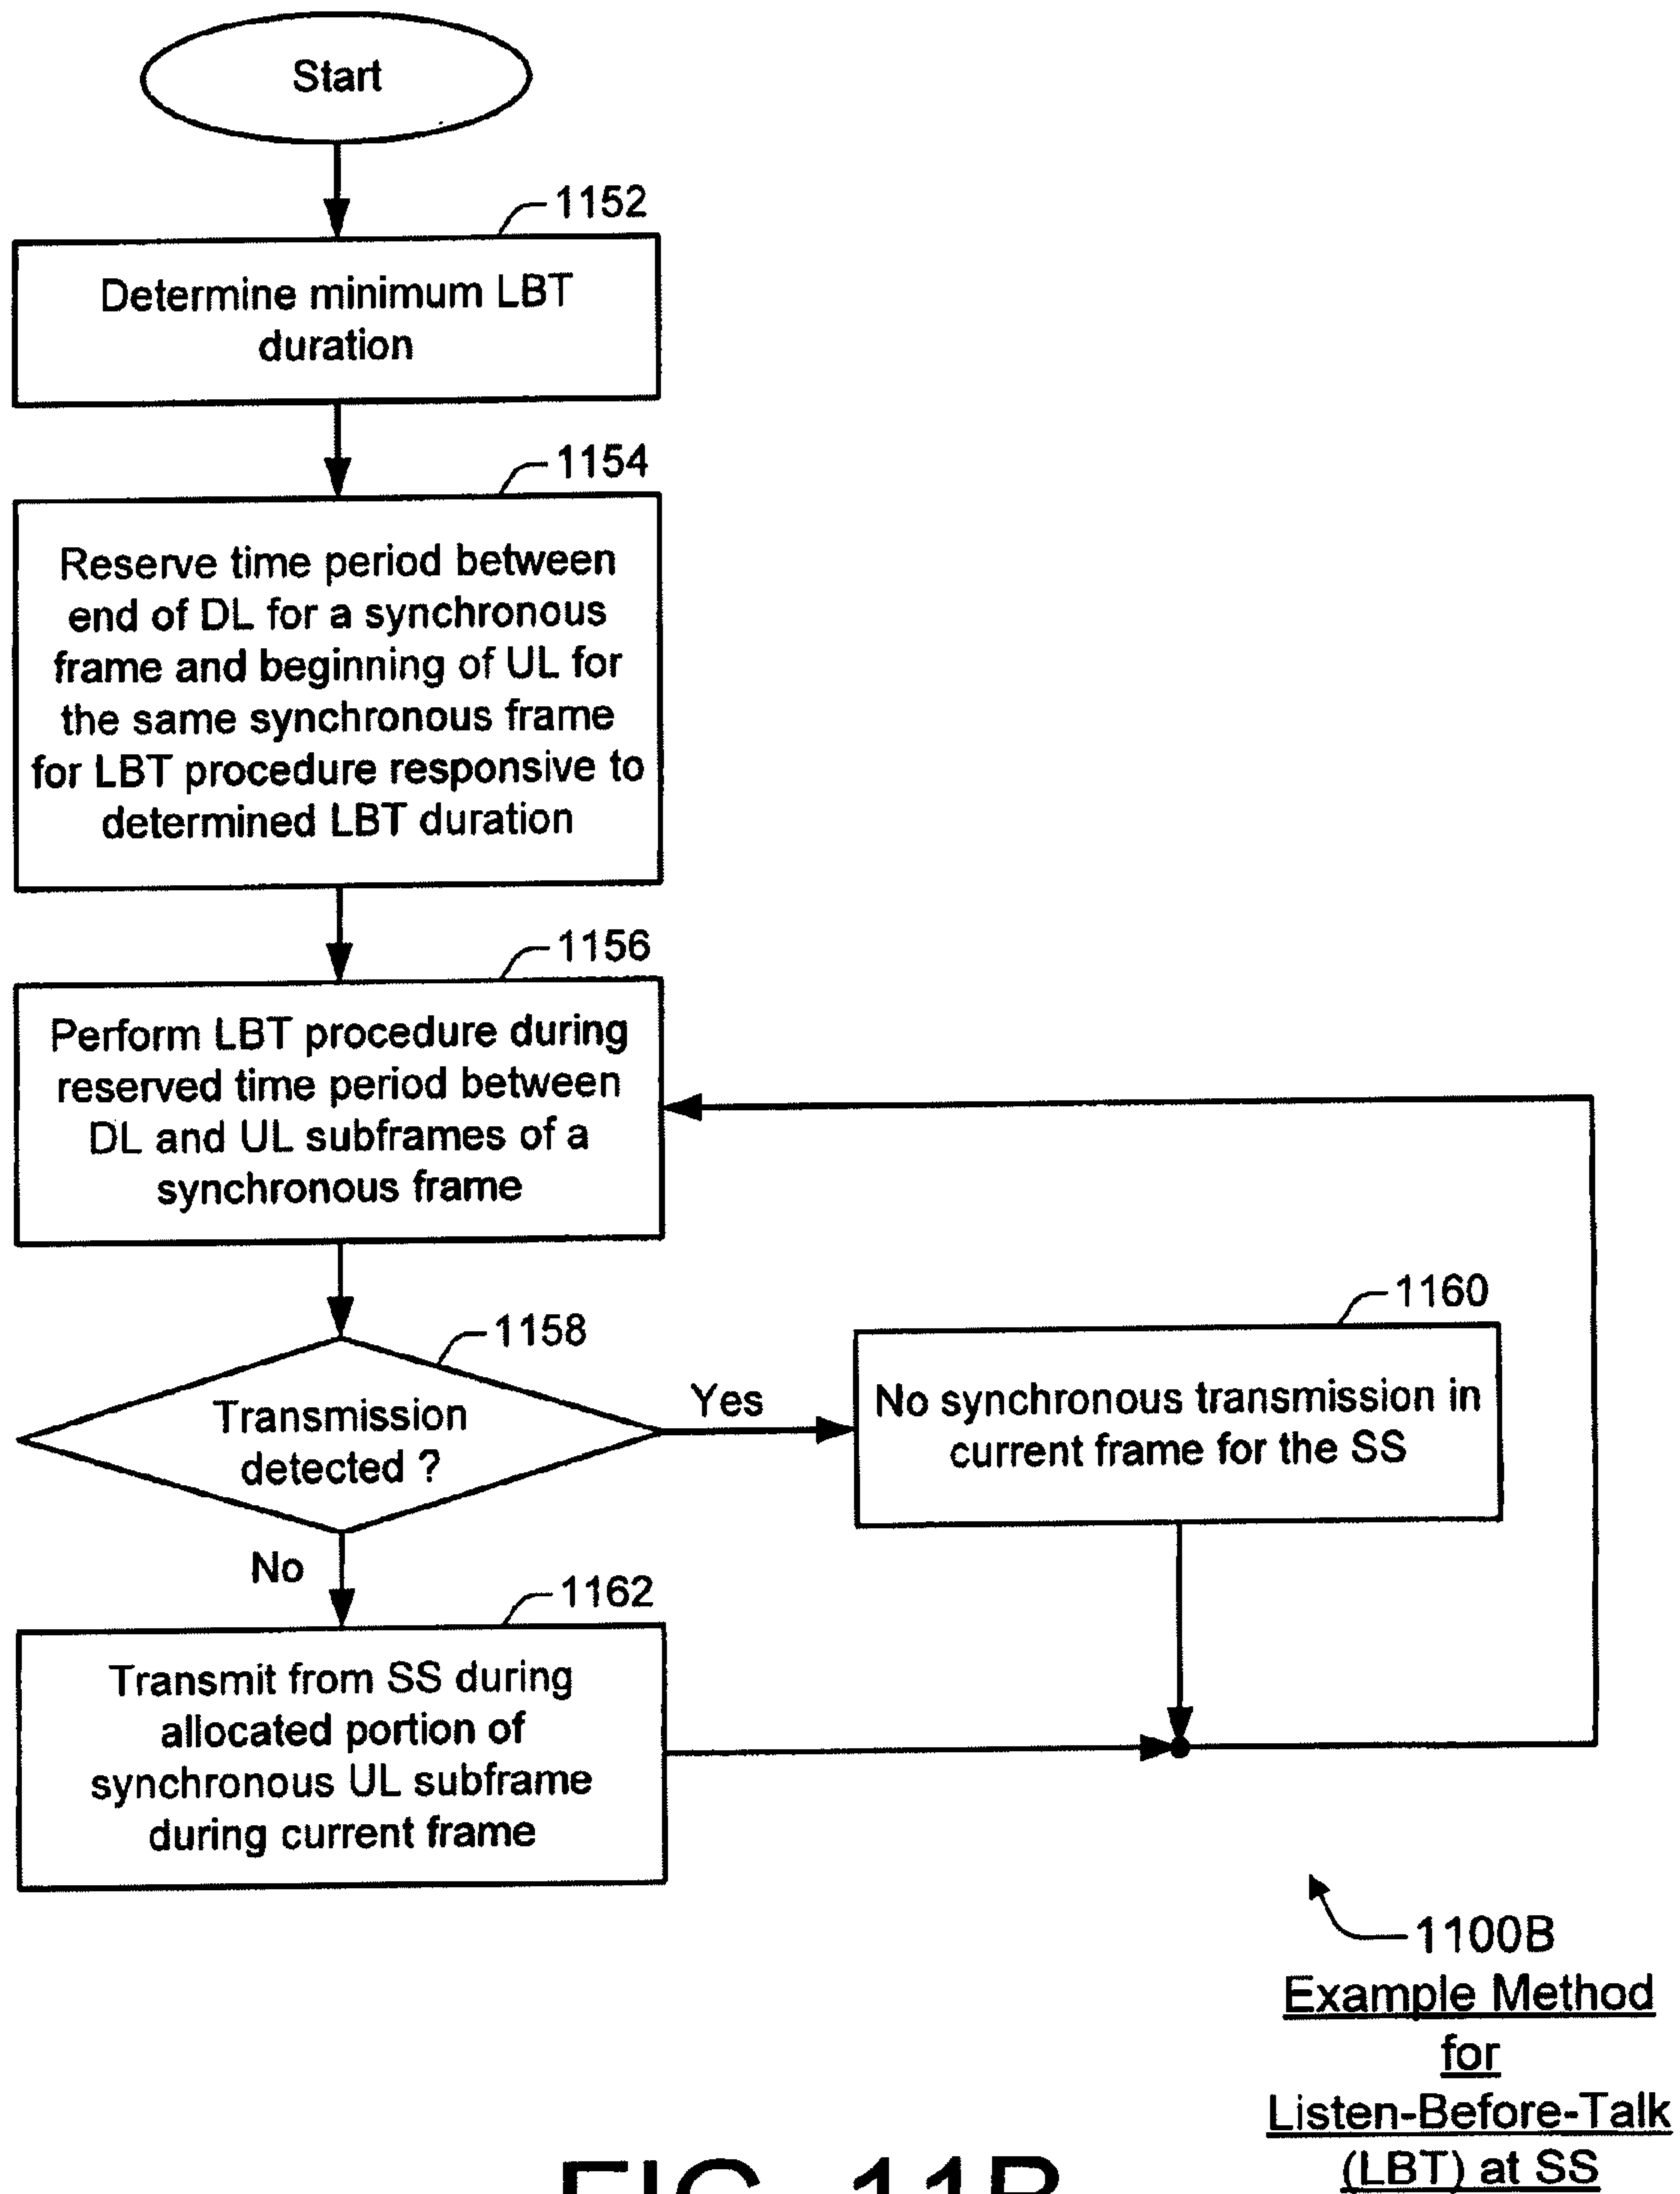 Start
1152
Determine minimum LBT
duration
1154
Reserve time period between
end of DL for a synchronous
frame and beginning of UL for
the same synchronous frame
for LBT procedure responsive to
determined LBT duration
1156
Perform LBT procedure during
reserved time period between
DL and UL subframes of a
synchronous frame
1158
Transmission
detected ?
Yes
1160
No synchronous transmission in
current frame for the SS
No
1162
Transmit from SS during
allocated portion of
synchronous UL subframe
during current frame
1100B
Example Method
for
Listen-Before-Talk
(LBT) at SS
FIG. 11B